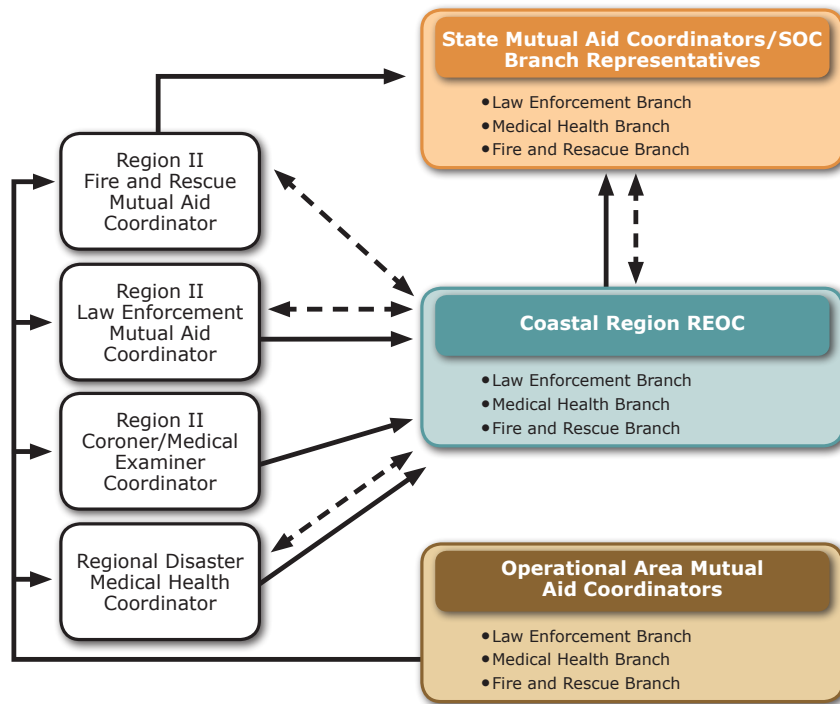 State Mutual Aid Coordinators/SOC
Branch Representatives
•Law Enforcement Branch
•Medical Health Branch
•Fire and Resacue Branch
Region II
Fire and Rescue
Mutual Aid
Coordinator
Region II
Law Enforcement
Mutual Aid
Coordinator
Coastal Region REOC
•Law Enforcement Branch
•Medical Health Branch
•Fire and Rescue Branch
Region II
Coroner/Medical
Examiner
Coordinator
Regional Disaster
Medical Health
Coordinator
Operational Area Mutual
Aid Coordinators
•Law Enforcement Branch
•Medical Health Branch
•Fire and Rescue Branch